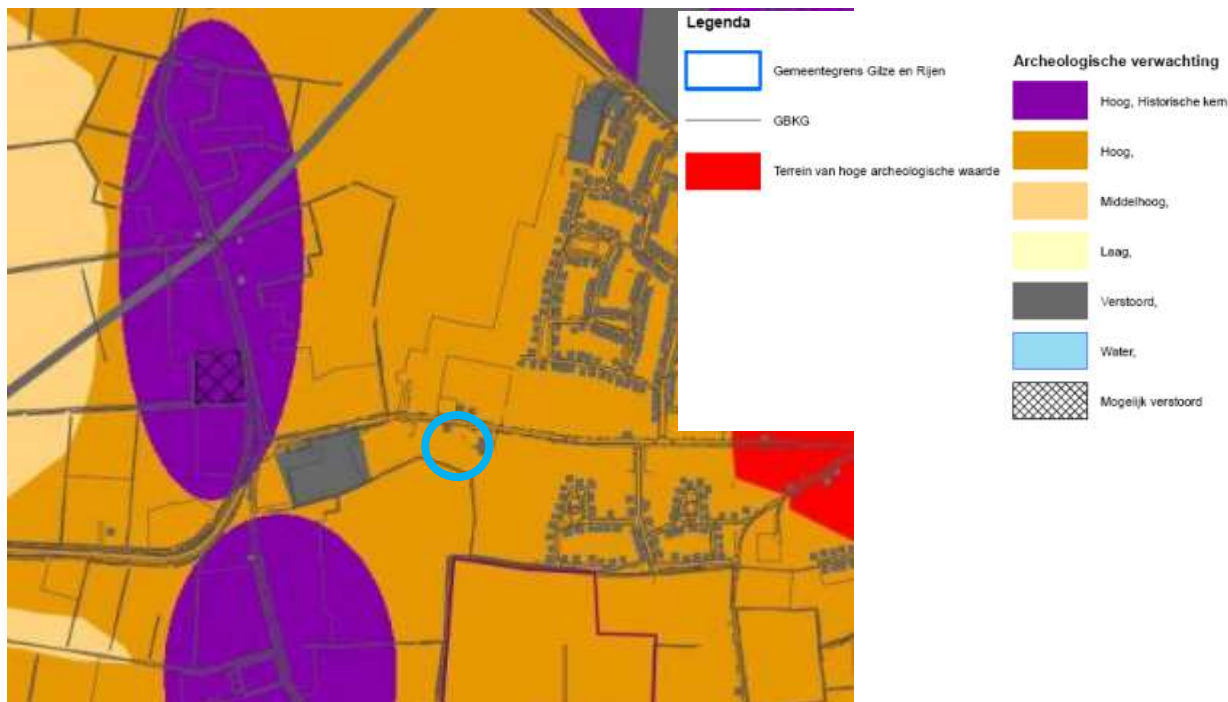 Legenda
Gemeentegrens Gilze en Rijen
GBKG
Terrein van hoge archeologische waarde
Archeologische verwachting
Hoog, Historische kern
Hoog,
Middelhoog,
Laag,
Verstoord,
Water,
Mogelijk verstoord